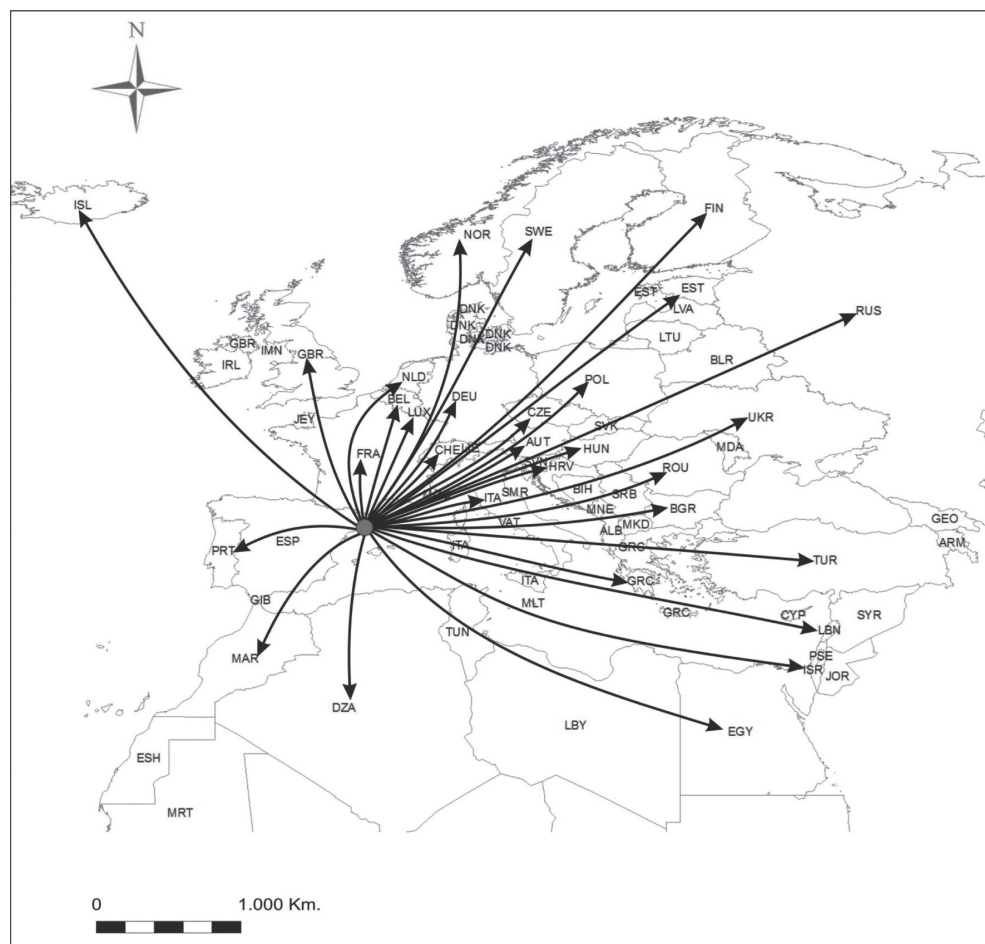 N
ISL
FIN
NOR
SWE
EST
EST
LVA
DNK
RUS
DNK
DNK
DNK
DNK
LTU
GBR
IMN
GBR
IRL
BLR
NLD
POL
DEU
BEL
LUX
CZE
UKR
JEY
SVK
AUT
MDA
FRA
CHE
LIE
HUN
SVN
HRV
ROU
BIH
SRB
ITA
SMR
MNE
BGR
VAT
MKD
ALB
GEO
ESP
ARM
PRT
ITA
GRC
TUR
ITA
GRC
GIB
MLT
GRC
CYP
SYR
LBN
TUN
MAR
PSE
ISR
JOR
DZA
LBY
EGY
ESH
MRT
0 1.000 Km.